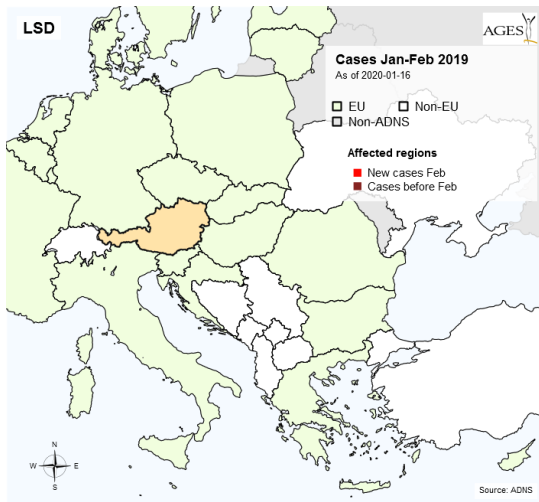 LSD
AGES
Cases Jan-Feb 2019
As of 2020-01-16
EU Non-EU
Non-ADNS
Affected regions
New cases Feb
Cases before Feb
N
W E
S
Source: ADNS